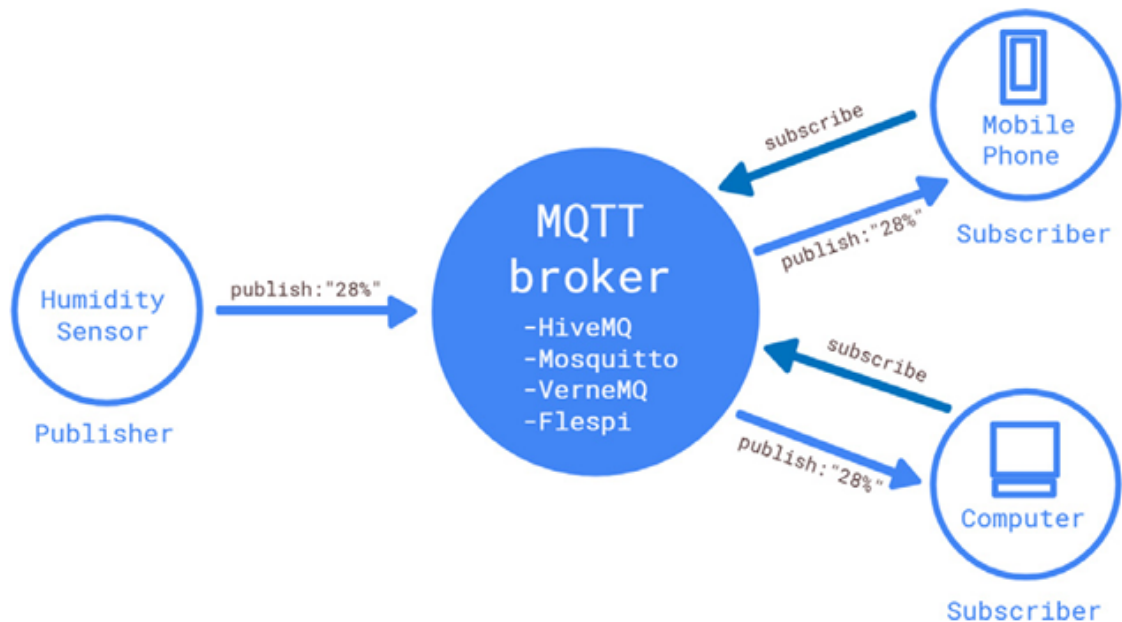 Humidity
Sensor
Publisher
publish:"28%"
MQTT
broker
-HiveMQ
-Mosquitto
-VerneMQ
-Flespi
subscribe
publish:"28%"
Mobile
Phone
Subscriber
subscribe
publish:"28%"
Computer
Subscriber